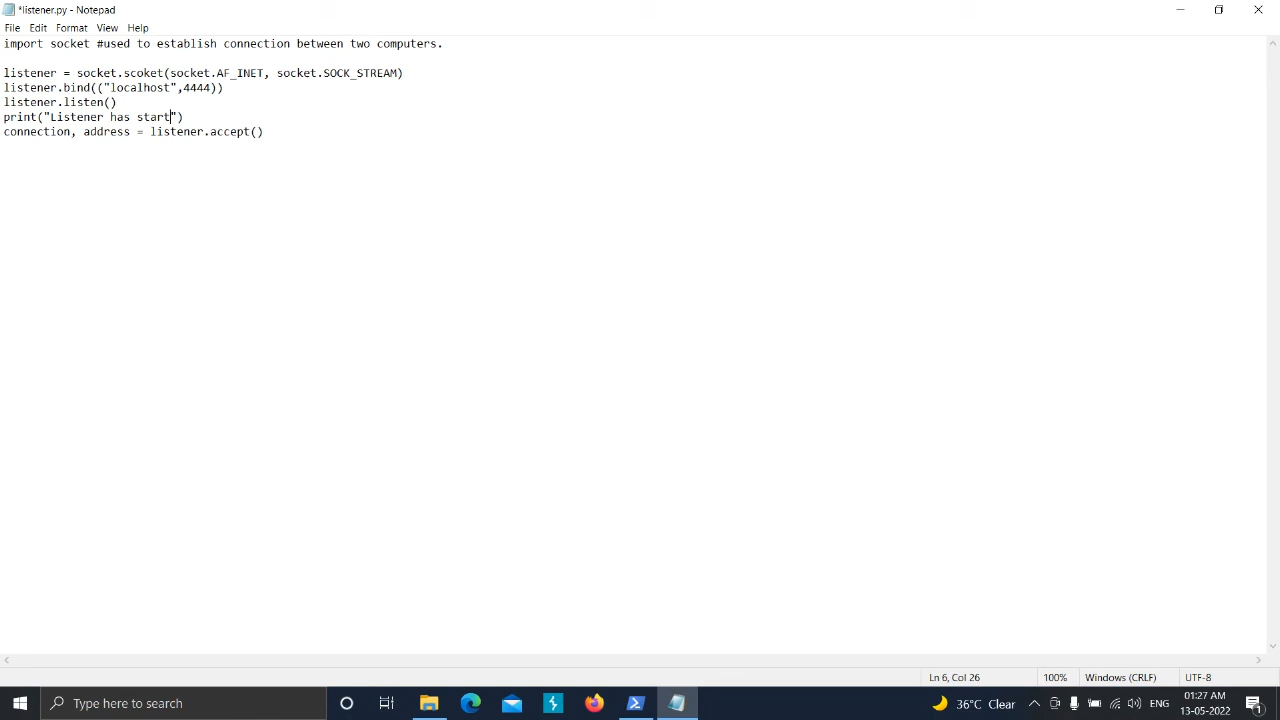 *listener.py - Notepad
File Edit Format View Help
import socket #used to establish connection between two computers.
listener = socket.scoket(socket.AF_INET, socket.SOCK_STREAM)
listener.bind(("localhost",4444))
listener.listen()
print("Listener has start")
connection, address = listener.accept()
Ln 6, Col 26
100%
Windows (CRLF)
UTF-8
Type here to search
36°C Clear
ENG
01:27 AM
13-05-2022
1